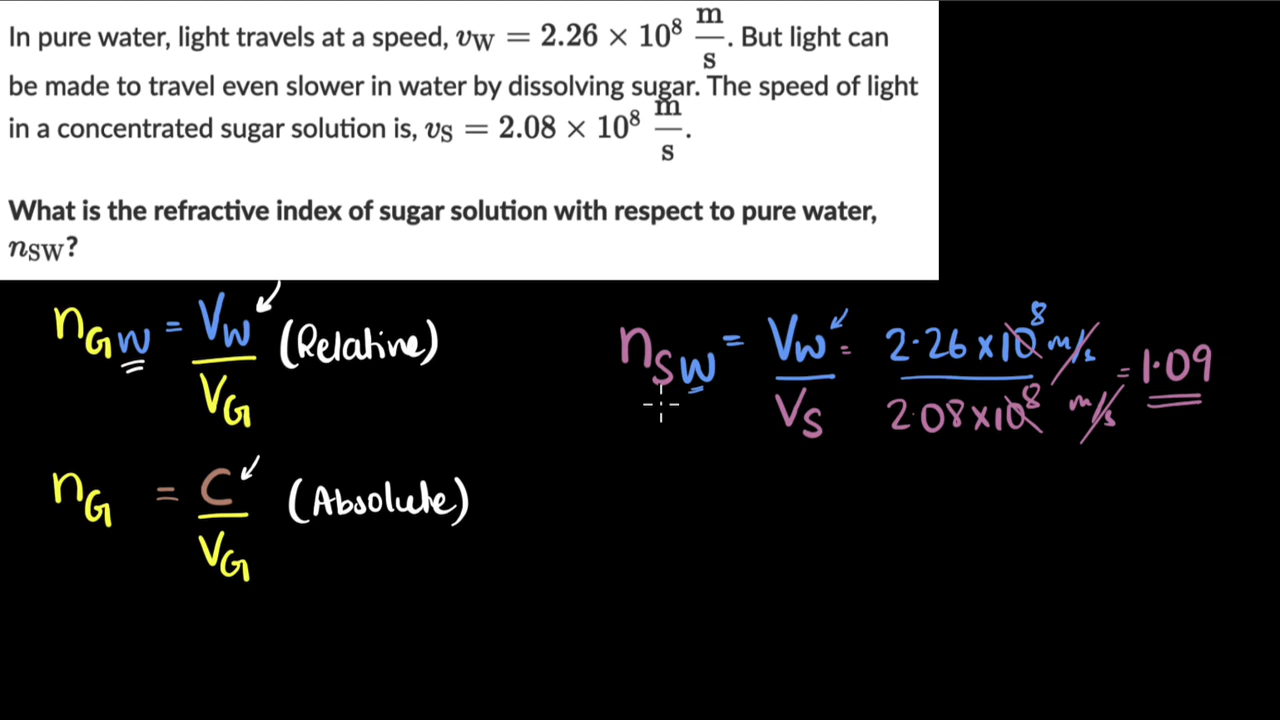 In pure water, light travels at a speed, v_W = 2.26 × 10^8 m/s. But light can
be made to travel even slower in water by dissolving sugar. The speed of light
in a concentrated sugar solution is, v_S = 2.08 × 10^8 m/s.
What is the refractive index of sugar solution with respect to pure water,
n_SW?
n_GW = V_W/V_G (Relative)
n_G = C/V_G (Absolute)
n_SW = V_W/V_S = 2.26×10^8 m/s / 2.08×10^8 m/s = 1.09